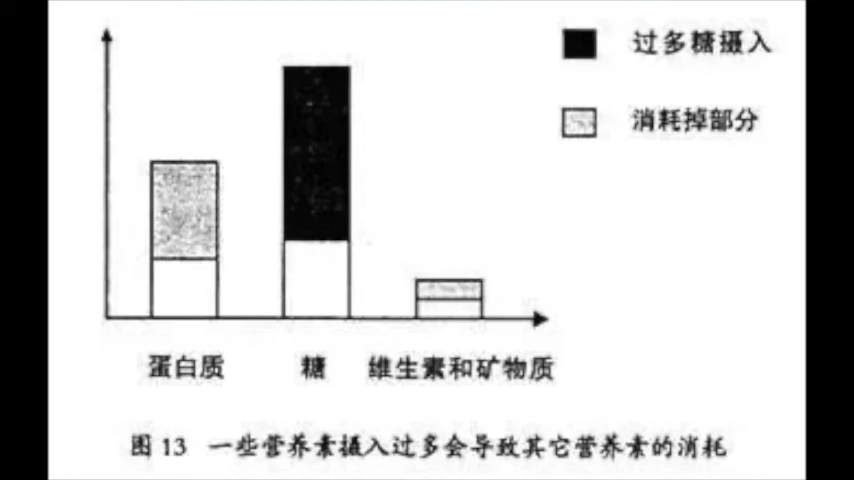 过多糖摄入
消耗掉部分
蛋白质
糖
维生素和矿物质
图 13 一些营养素摄入过多会导致其它营养素的消耗